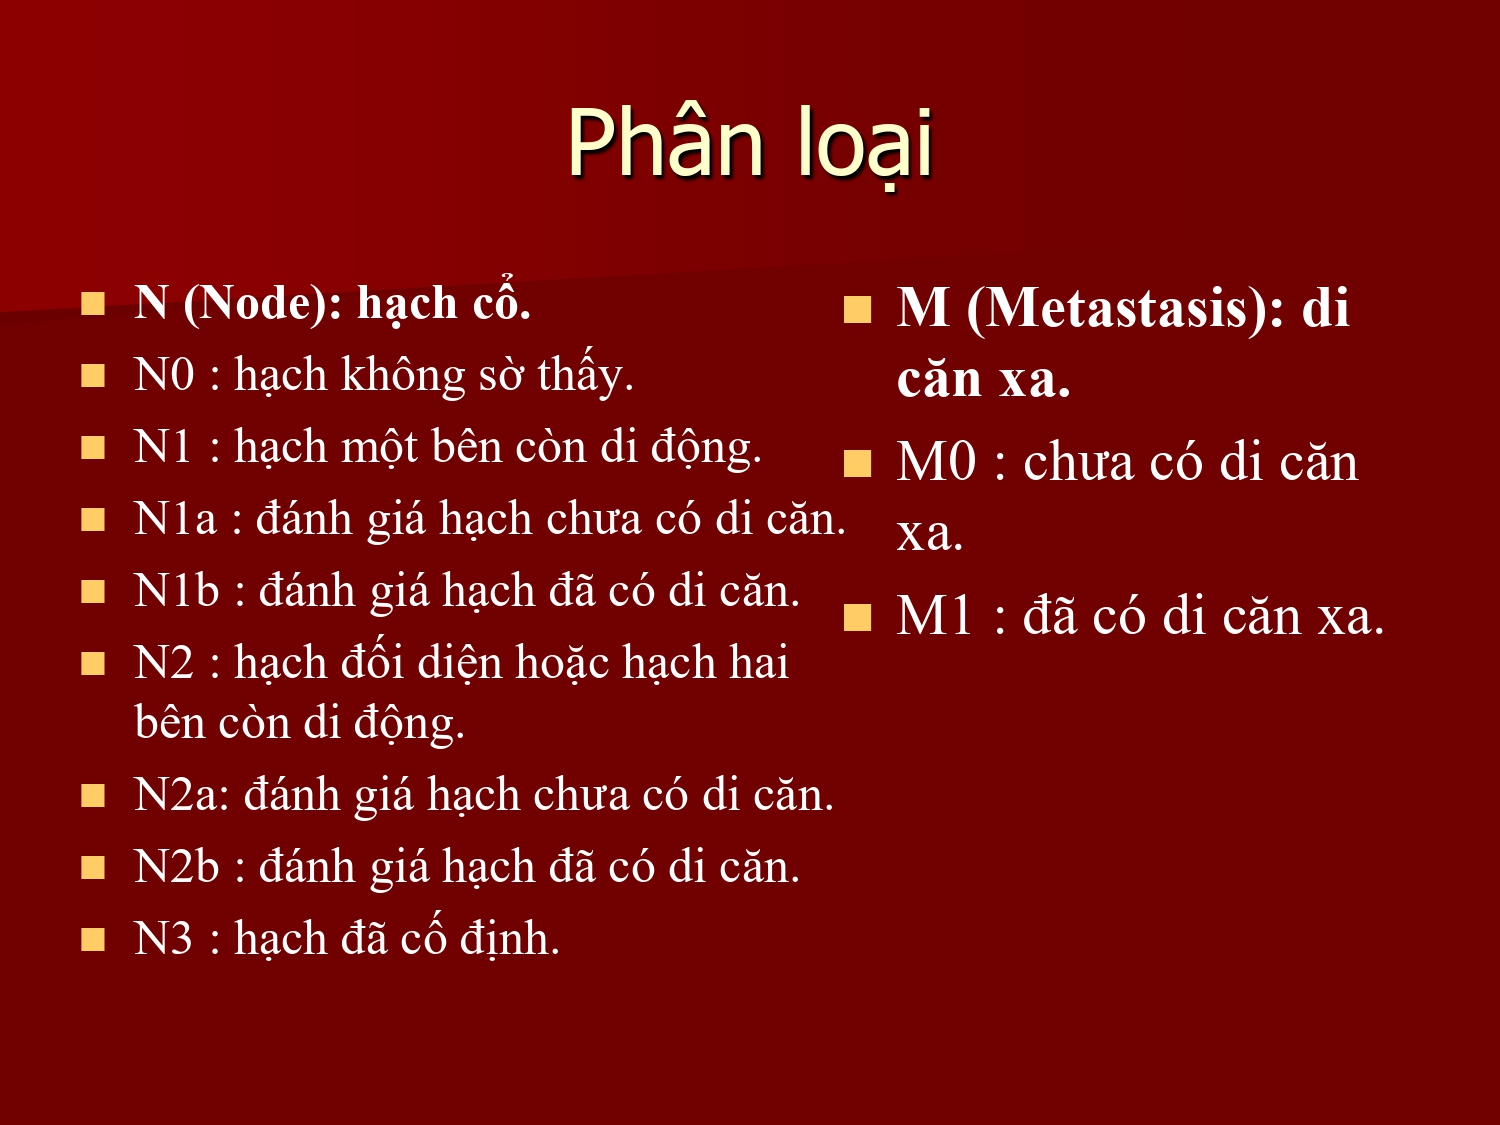 Phân loại
N (Node): hạch cổ.
N0 : hạch không sờ thấy.
N1 : hạch một bên còn di động.
N1a : đánh giá hạch chưa có di căn.
N1b : đánh giá hạch đã có di căn.
N2 : hạch đối diện hoặc hạch hai
bên còn di động.
N2a: đánh giá hạch chưa có di căn.
N2b : đánh giá hạch đã có di căn.
N3 : hạch đã cố định.
M (Metastasis): di
căn xa.
M0 : chưa có di căn
xa.
M1 : đã có di căn xa.